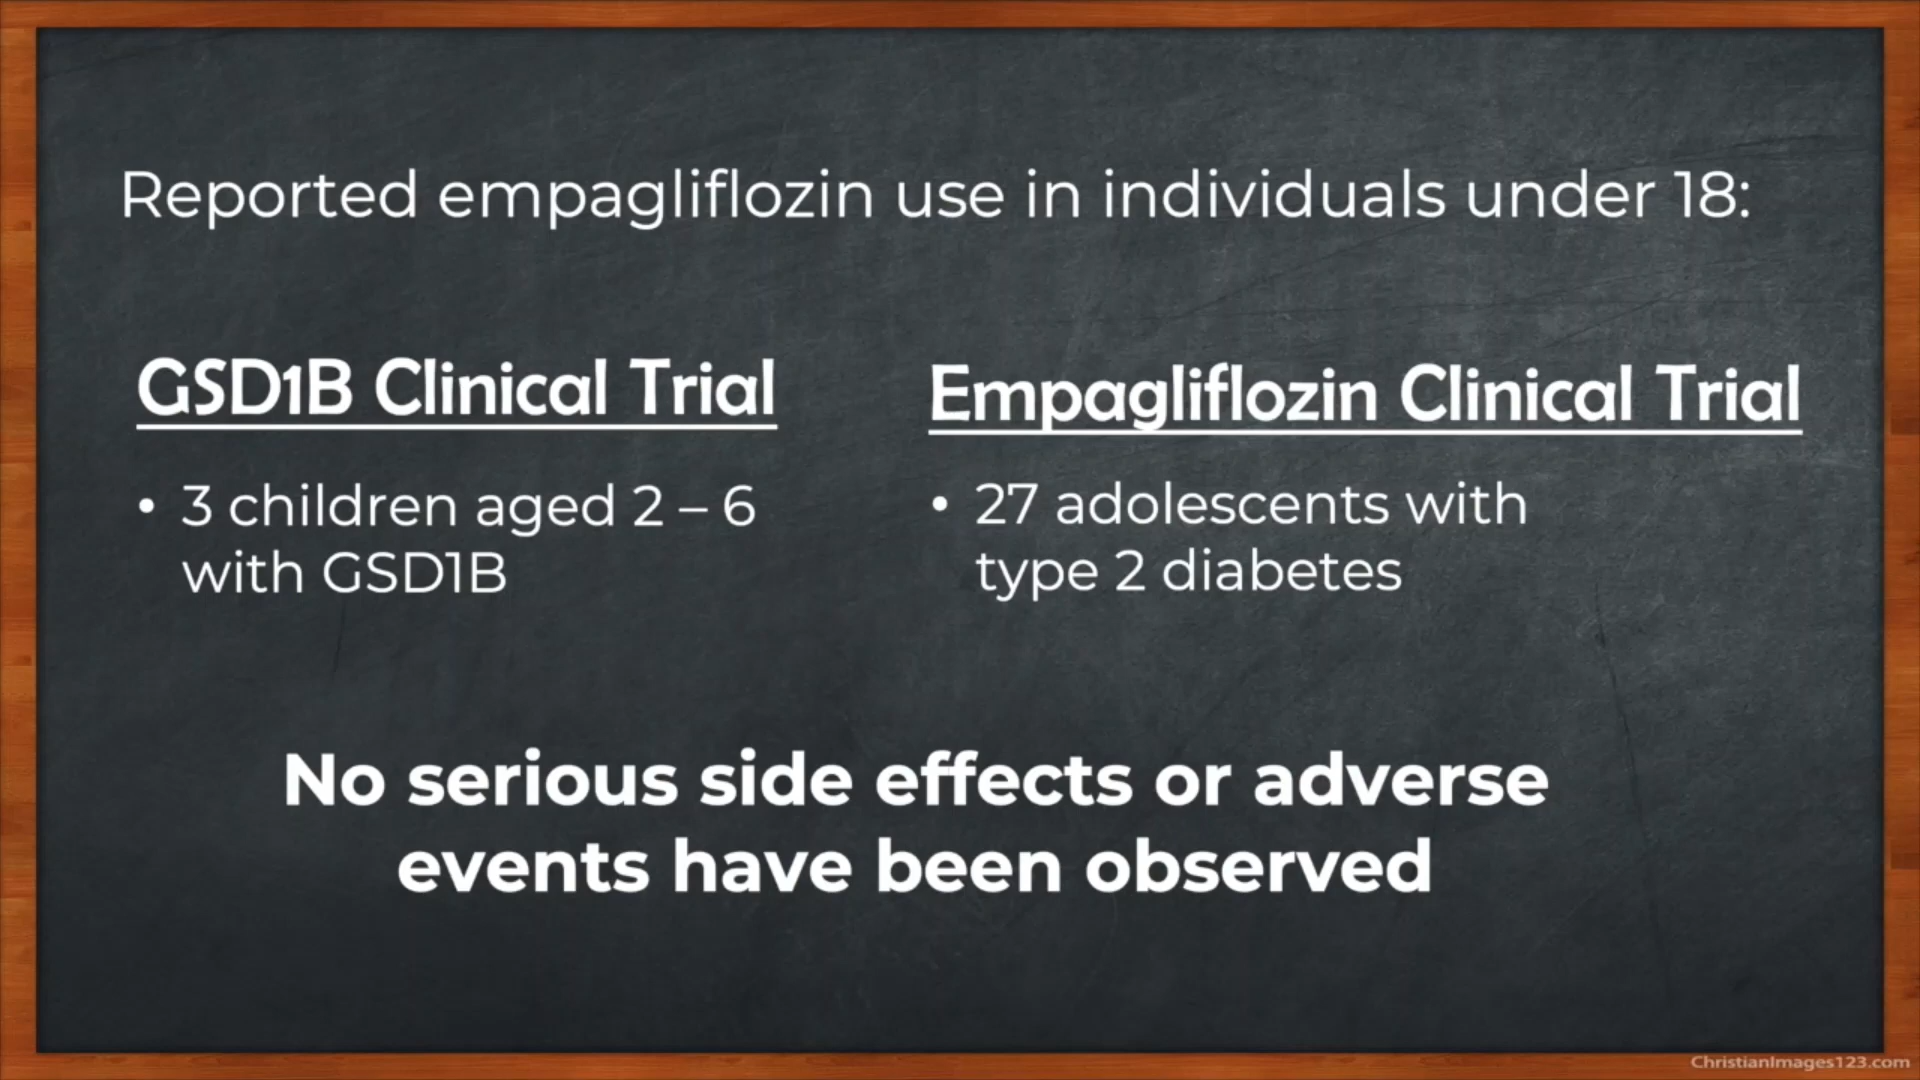 Reported empagliflozin use in individuals under 18:
GSD1B Clinical Trial
• 3 children aged 2 – 6
with GSD1B
Empagliflozin Clinical Trial
• 27 adolescents with
type 2 diabetes
No serious side effects or adverse
events have been observed
ChristianImages123.com